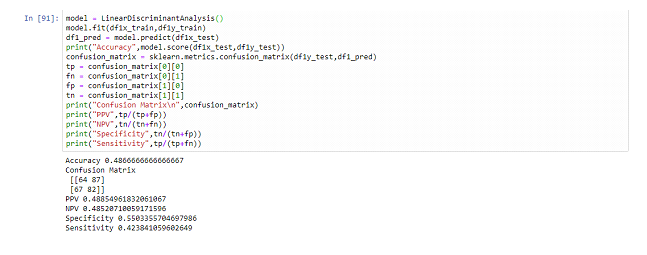 In [91]: model = LinearDiscriminantAnalysis()
model.fit(df1x_train,df1y_train)
df1_pred = model.predict(df1x_test)
print("Accuracy",model.score(df1x_test,df1y_test))
confusion_matrix = sklearn.metrics.confusion_matrix(df1y_test,df1_pred)
tp = confusion_matrix[0][0]
fn = confusion_matrix[0][1]
fp = confusion_matrix[1][0]
tn = confusion_matrix[1][1]
print("Confusion Matrix\n",confusion_matrix)
print("PPV",tp/(tp+fp))
print("NPV",tn/(tn+fn))
print("Specificity",tn/(tn+fp))
print("Sensitivity",tp/(tp+fn))
Accuracy 0.4866666666666667
Confusion Matrix
[[64 87]
[67 82]]
PPV 0.48854961832061067
NPV 0.48520710059171596
Specificity 0.5503355704697986
Sensitivity 0.423841059602649